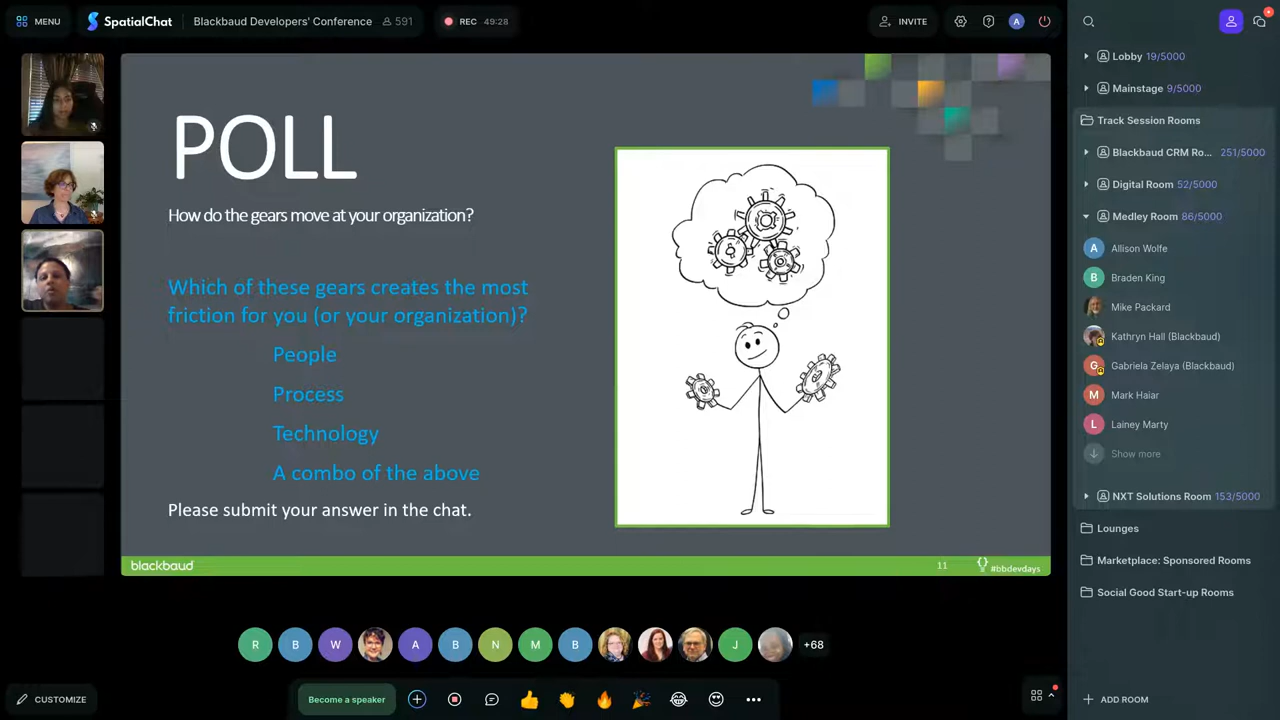 MENU
SpatialChat
Blackbaud Developers' Conference
591
REC 49:28
INVITE
A
POLL
How do the gears move at your organization?
Which of these gears creates the most
friction for you (or your organization)?
People
Process
Technology
A combo of the above
Please submit your answer in the chat.
blackbaud
11
#bbdevdays
R
B
W
A
B
N
M
B
J
+68
CUSTOMIZE
Become a speaker
Lobby 19/5000
Mainstage 9/5000
Track Session Rooms
Blackbaud CRM Ro... 251/5000
Digital Room 52/5000
Medley Room 86/5000
A Allison Wolfe
B Braden King
Mike Packard
Kathryn Hall (Blackbaud)
G Gabriela Zelaya (Blackbaud)
M Mark Haiar
L Lainey Marty
Show more
NXT Solutions Room 153/5000
Lounges
Marketplace: Sponsored Rooms
Social Good Start-up Rooms
ADD ROOM